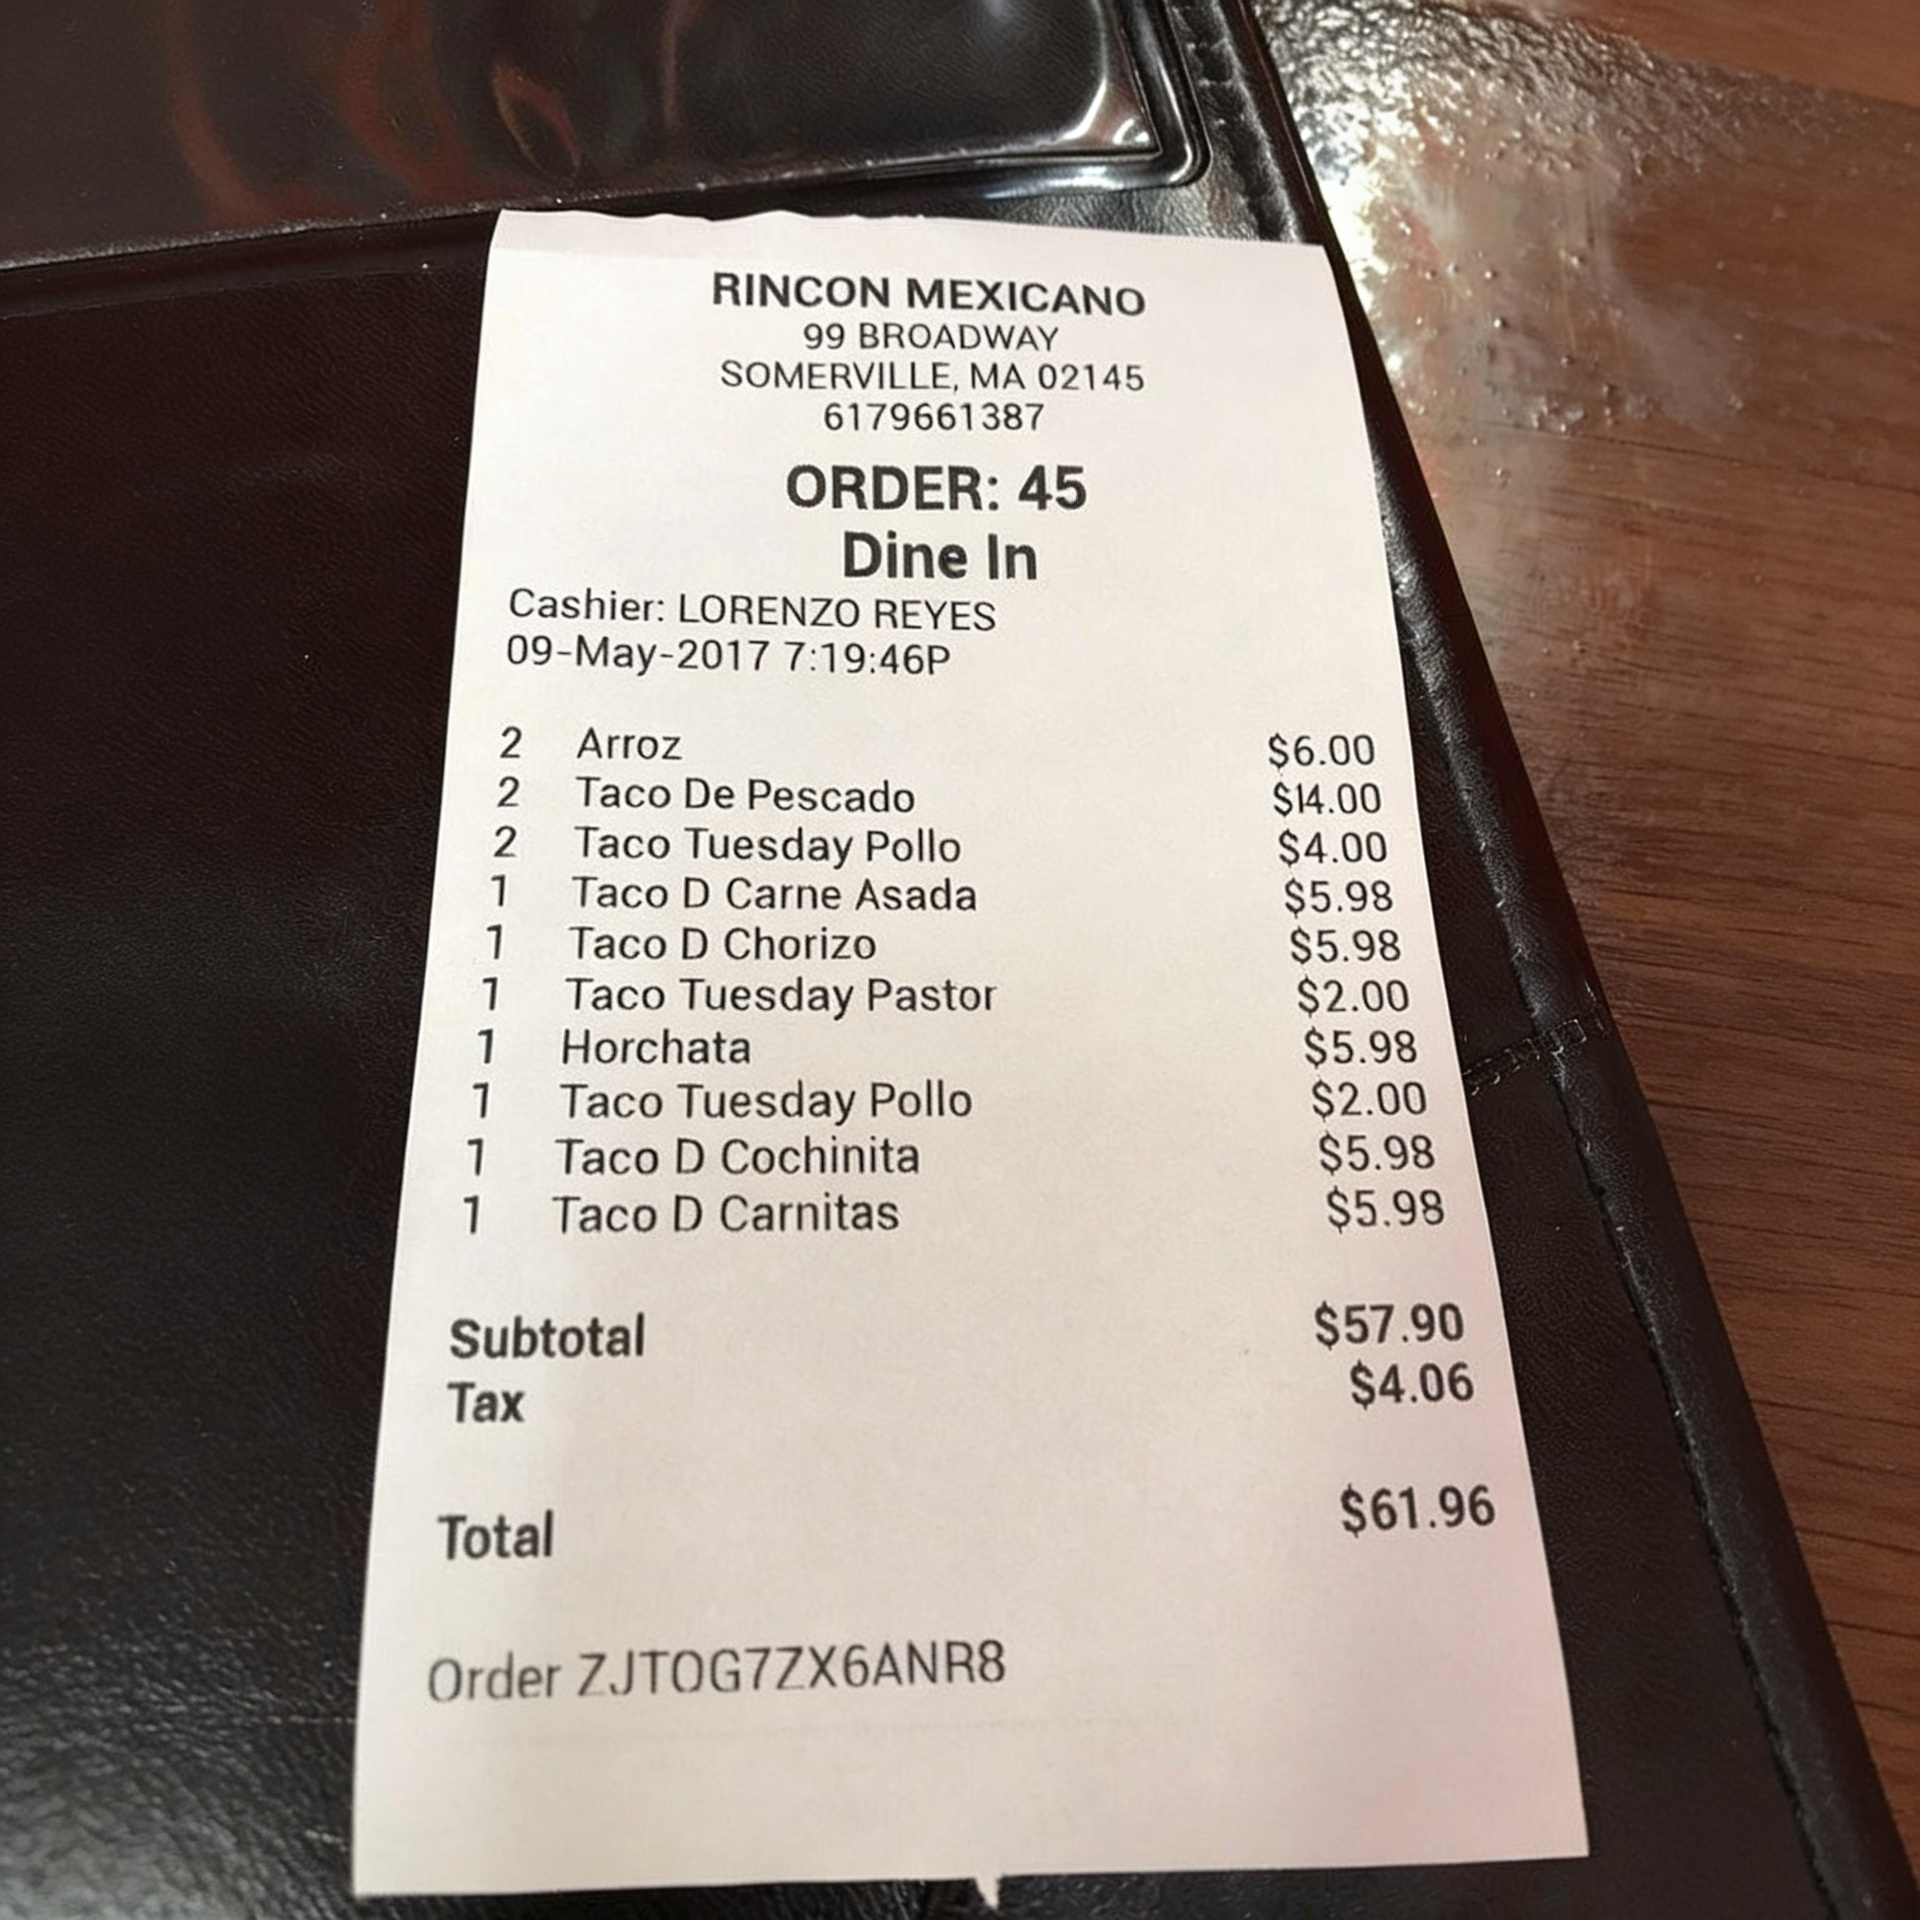 RINCON MEXICANO
99 BROADWAY
SOMERVILLE, MA 02145
6179661387
ORDER: 45
Dine In
Cashier: LORENZO REYES
09-May-2017 7:19:46P
2 Arroz $6.00
2 Taco De Pescado $14.00
2 Taco Tuesday Pollo $4.00
1 Taco D Carne Asada $5.98
1 Taco D Chorizo $5.98
1 Taco Tuesday Pastor $2.00
1 Horchata $5.98
1 Taco Tuesday Pollo $2.00
1 Taco D Cochinita $5.98
1 Taco D Carnitas $5.98
Subtotal $57.90
Tax $4.06
Total $61.96
Order ZJTOG7ZX6ANR8